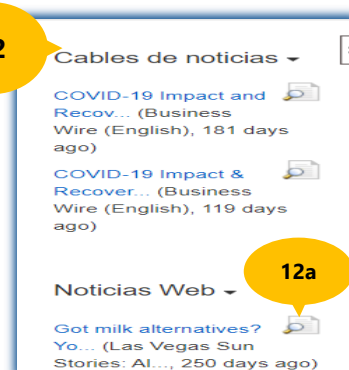 2
Cables de noticias
COVID-19 Impact and
Recov... (Business
Wire (English), 181 days
ago)
COVID-19 Impact &
Recover... (Business
Wire (English), 119 days
ago)
12a
Noticias Web
Got milk alternatives?
Yo... (Las Vegas Sun
Stories: Al..., 250 days ago)